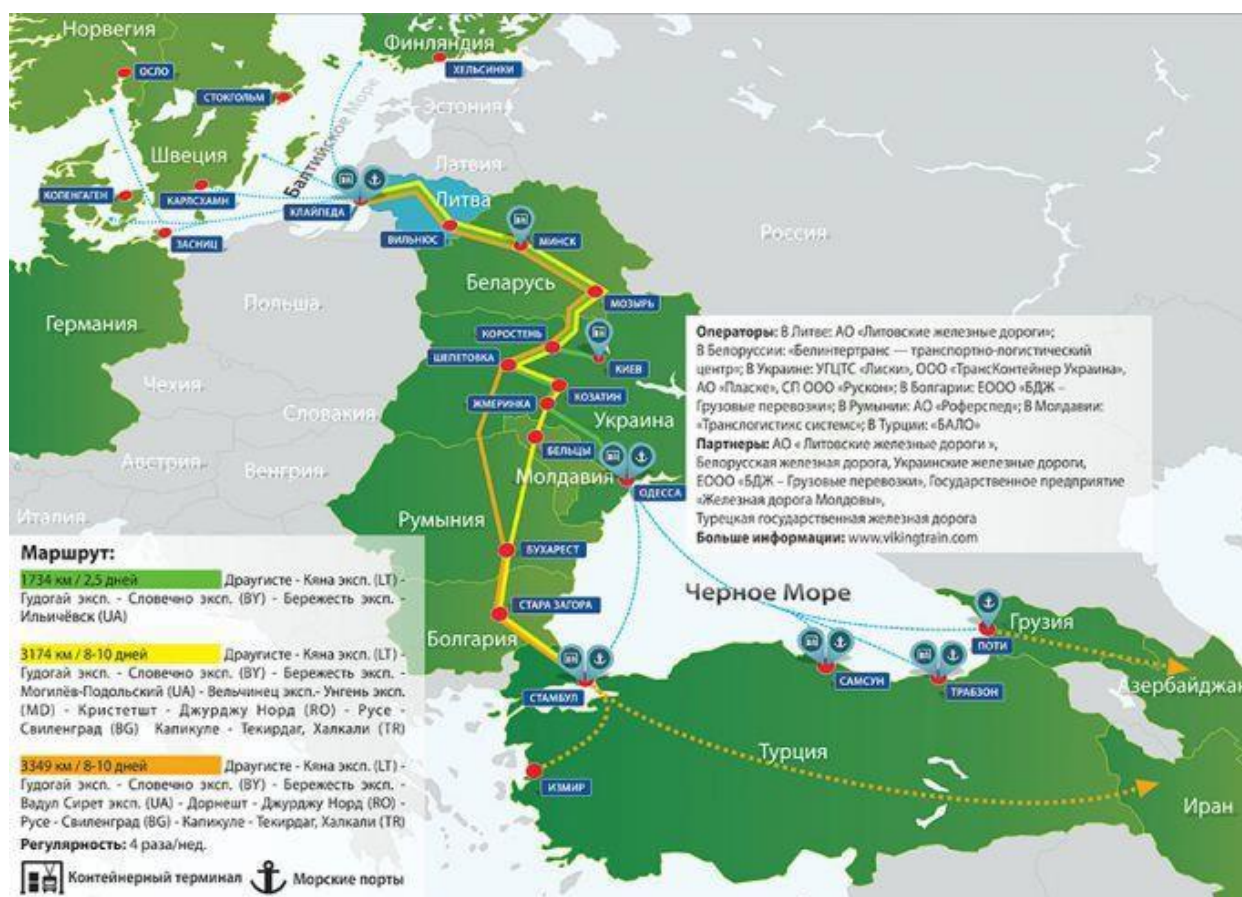 Норвегия
Финляндия
ОСЛО
ХЕЛЬСИНКИ
СТОКГОЛЬМ
Эстония
Балтийское Море
Швеция
Латвия
КОПЕНГАГЕН
КАРЛСХАМН
КЛАЙПЕДА
Литва
ЗАСНИЦ
ВИЛЬНЮС
МИНСК
Россия
Беларусь
Польша
МОЗЫРЬ
Германия
КОРОСТЕНЬ
ШЕПЕТОВКА
КИЕВ
Чехия
КОЗАТИН
ЖМЕРИНКА
Словакия
Украина
БЕЛЬЦЫ
Австрия
Венгрия
Молдавия
ОДЕССА
Италия
Румыния
БУХАРЕСТ
СТАРА ЗАГОРА
Болгария
Операторы: В Литве: АО «Литовские железные дороги»;
В Белоруссии: «Белинтертранс — транспортно-логистический
центр»; В Украине: УГЦТС «Лиски», ООО «ТрансКонтейнер Украина»,
АО «Пласке», СП ООО «Рускон»; В Болгарии: ЕООО «БДЖ –
Грузовые перевозки»; В Румынии: АО «Роферспед»; В Молдавии:
«Транслогистикс системс»; В Турции: «БАЛО»
Партнеры: АО « Литовские железные дороги »,
Белорусская железная дорога, Украинские железные дороги,
ЕООО «БДЖ – Грузовые перевозки», Государственное предприятие
«Железная дорога Молдовы»,
Турецкая государственная железная дорога
Больше информации: www.vikingtrain.com
Черное Море
Грузия
ПОТИ
СТАМБУЛ
САМСУН
ТРАБЗОН
Азербайджан
Турция
ИЗМИР
Иран
Маршрут:
1734 км / 2,5 дней Драугисте - Кяна эксп. (LT) -
Гудогай эксп. - Словечно эксп. (BY) - Бережесть эксп. -
Ильичёвск (UA)
3174 км / 8-10 дней Драугисте - Кяна эксп. (LT) -
Гудогай эксп. - Словечно эксп. (BY) - Бережесть эксп. -
Могилёв-Подольский (UA) - Вельчинец эксп.- Унгень эксп.
(MD) - Кристетшт - Джурджу Норд (RO) - Русе -
Свиленград (BG) Капикуле - Текирдаг, Халкали (TR)
3349 км / 8-10 дней Драугисте - Кяна эксп. (LT) -
Гудогай эксп. - Словечно эксп. (BY) - Бережесть эксп. -
Вадул Сирет эксп. (UA) - Дорнешт - Джурджу Норд (RO) -
Русе - Свиленград (BG) - Капикуле - Текирдаг, Халкали (TR)
Регулярность: 4 раза/нед.
Контейнерный терминал Морские порты